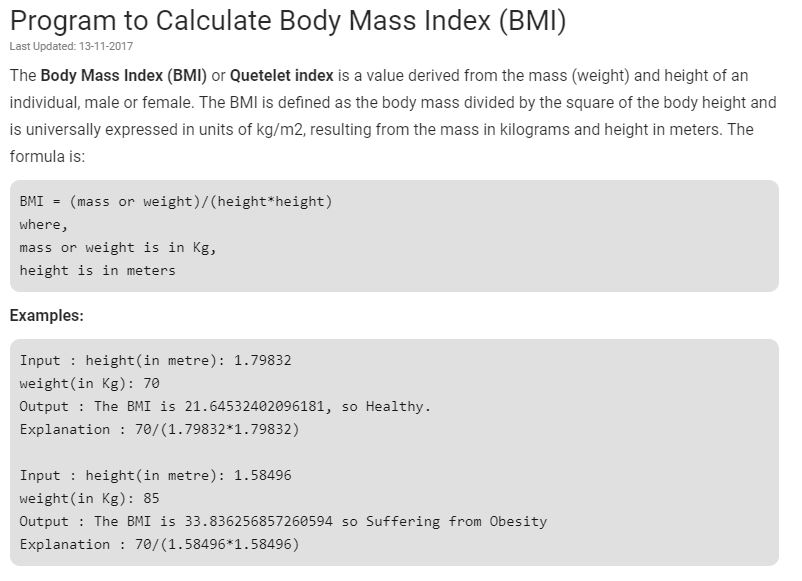 Program to Calculate Body Mass Index (BMI)
Last Updated: 13-11-2017
The Body Mass Index (BMI) or Quetelet index is a value derived from the mass (weight) and height of an
individual, male or female. The BMI is defined as the body mass divided by the square of the body height and
is universally expressed in units of kg/m2, resulting from the mass in kilograms and height in meters. The
formula is:
BMI = (mass or weight)/(height*height)
where,
mass or weight is in Kg,
height is in meters
Examples:
Input : height(in metre): 1.79832
weight(in Kg): 70
Output : The BMI is 21.64532402096181, so Healthy.
Explanation : 70/(1.79832*1.79832)
Input : height(in metre): 1.58496
weight(in Kg): 85
Output : The BMI is 33.836256857260594 so Suffering from Obesity
Explanation : 70/(1.58496*1.58496)